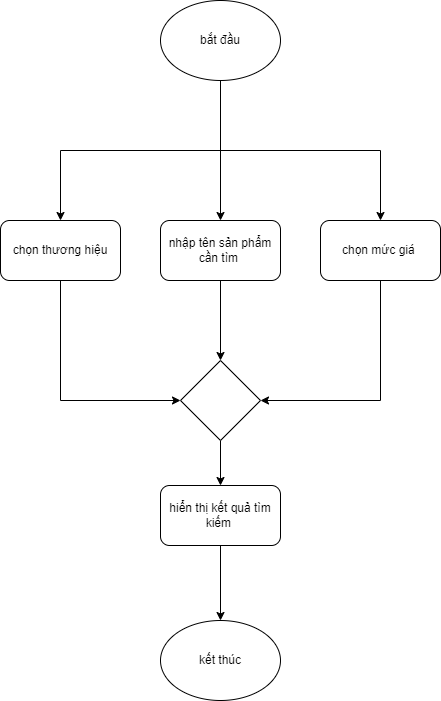 bắt đầu
chọn thương hiệu
nhập tên sản phẩm
cần tìm
chọn mức giá
hiển thị kết quả tìm
kiếm
kết thúc